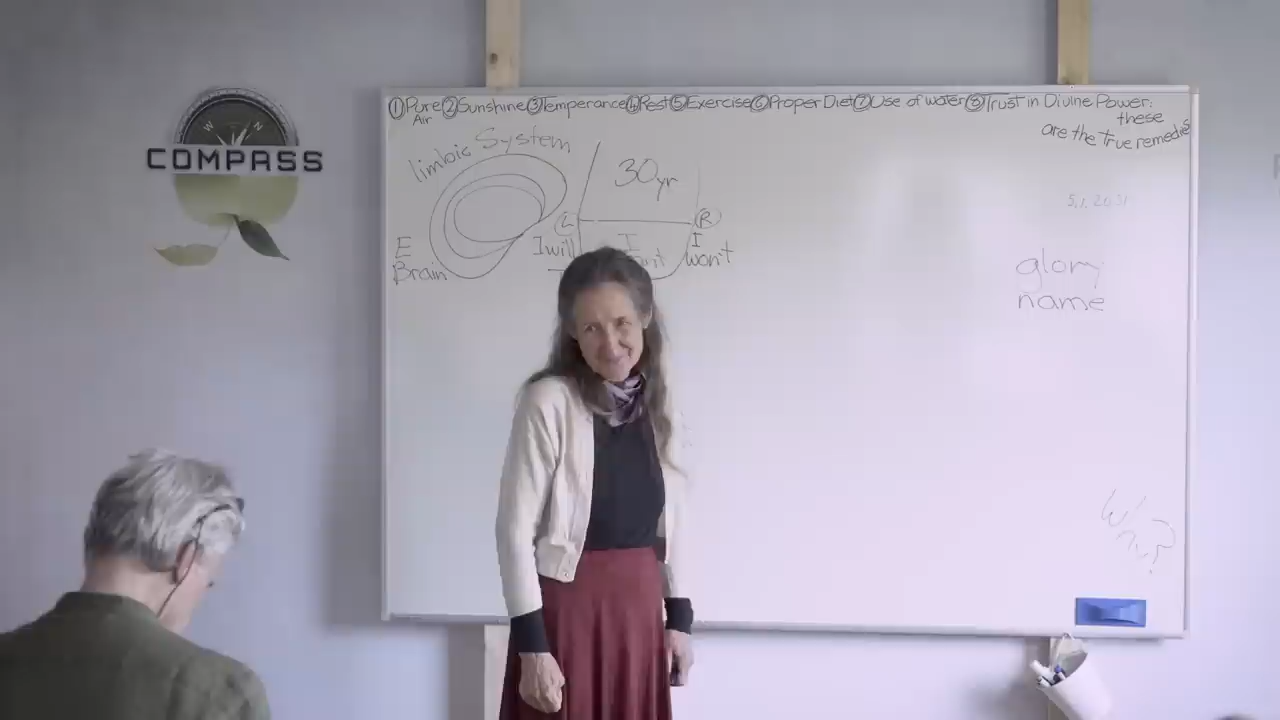 W N
COMPASS
①Pure ②Sunshine ③Temperance ④Rest ⑤Exercise ⑥Proper Diet ⑦Use of water ⑧Trust in Divine Power:
Air
these
are the true remedies
limbic System
30yr
L
R
E
Brain
I will
I
I
won't
glory
name